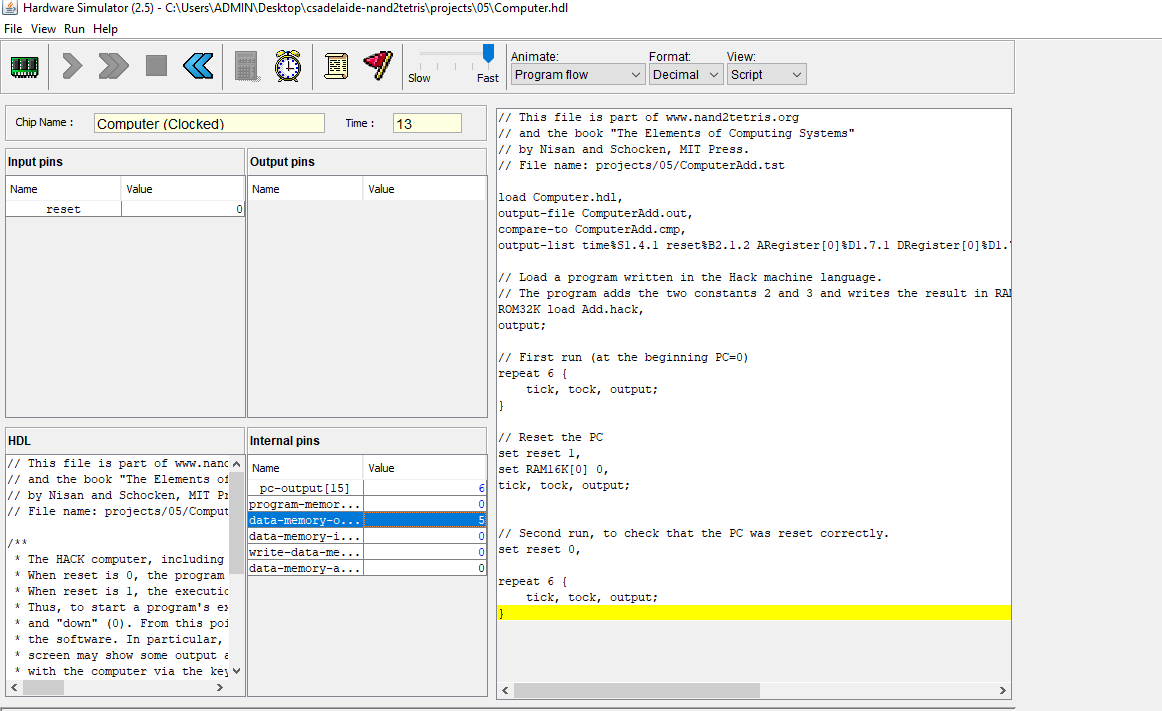 Hardware Simulator (2.5) - C:\Users\ADMIN\Desktop\csadelaide-nand2tetris\projects\05\Computer.hdl
File View Run Help
Slow Fast
Animate: Format: View:
Program flow Decimal Script
Chip Name : Computer (Clocked) Time : 13
Input pins
Name Value
reset 0
Output pins
Name Value
HDL
// This file is part of www.nand
// and the book "The Elements of
// by Nisan and Schocken, MIT Pr
// File name: projects/05/Comput
/**
* The HACK computer, including
* When reset is 0, the program
* When reset is 1, the executio
* Thus, to start a program's ex
* and "down" (0). From this poi
* the software. In particular,
* screen may show some output a
* with the computer via the key
Internal pins
Name Value
pc-output[15] 6
program-memor... 0
data-memory-o... 5
data-memory-i... 0
write-data-me... 0
data-memory-a... 0
// This file is part of www.nand2tetris.org
// and the book "The Elements of Computing Systems"
// by Nisan and Schocken, MIT Press.
// File name: projects/05/ComputerAdd.tst
load Computer.hdl,
output-file ComputerAdd.out,
compare-to ComputerAdd.cmp,
output-list time%S1.4.1 reset%B2.1.2 ARegister[0]%D1.7.1 DRegister[0]%D1.7
// Load a program written in the Hack machine language.
// The program adds the two constants 2 and 3 and writes the result in RAM
ROM32K load Add.hack,
output;
// First run (at the beginning PC=0)
repeat 6 {
tick, tock, output;
}
// Reset the PC
set reset 1,
set RAM16K[0] 0,
tick, tock, output;
// Second run, to check that the PC was reset correctly.
set reset 0,
repeat 6 {
tick, tock, output;
}